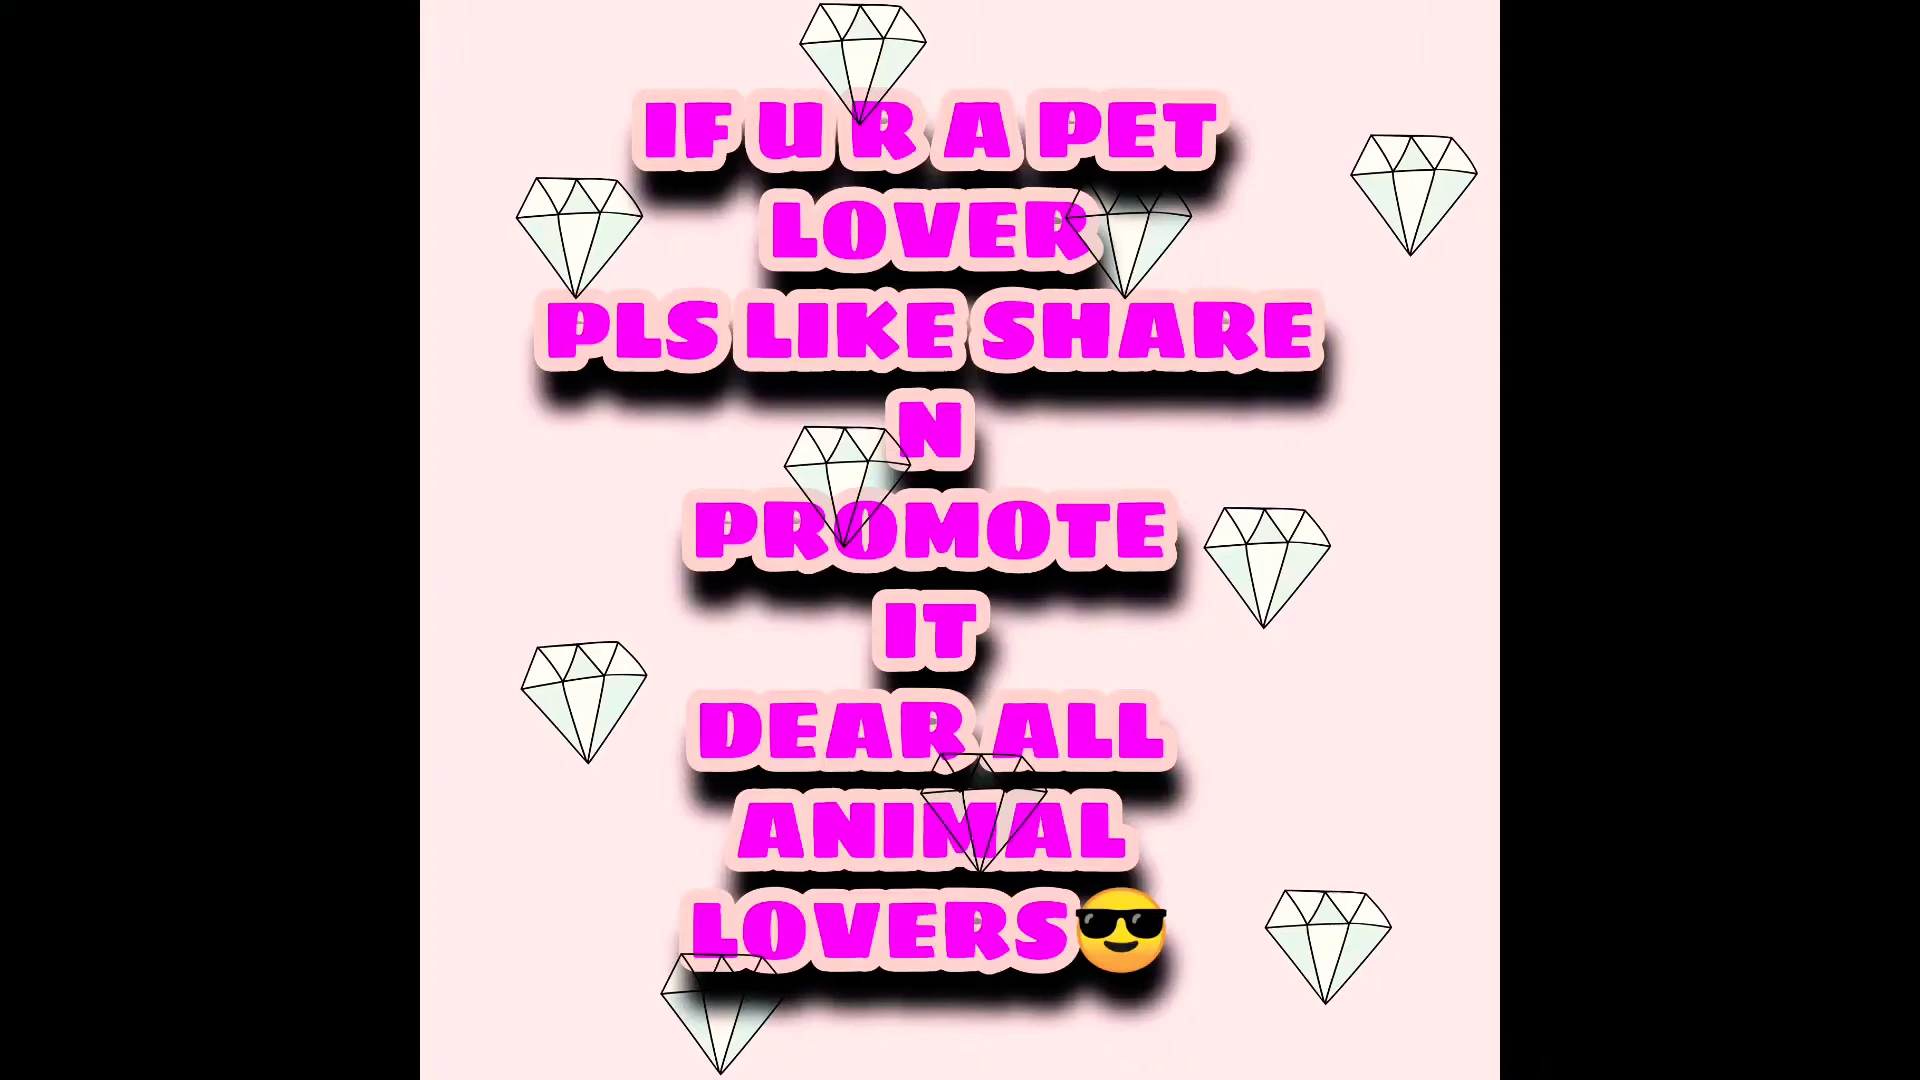 IF U R A PET
LOVER
PLS LIKE SHARE
N
PROMOTE
IT
DEAR ALL
ANIMAL
LOVERS😎